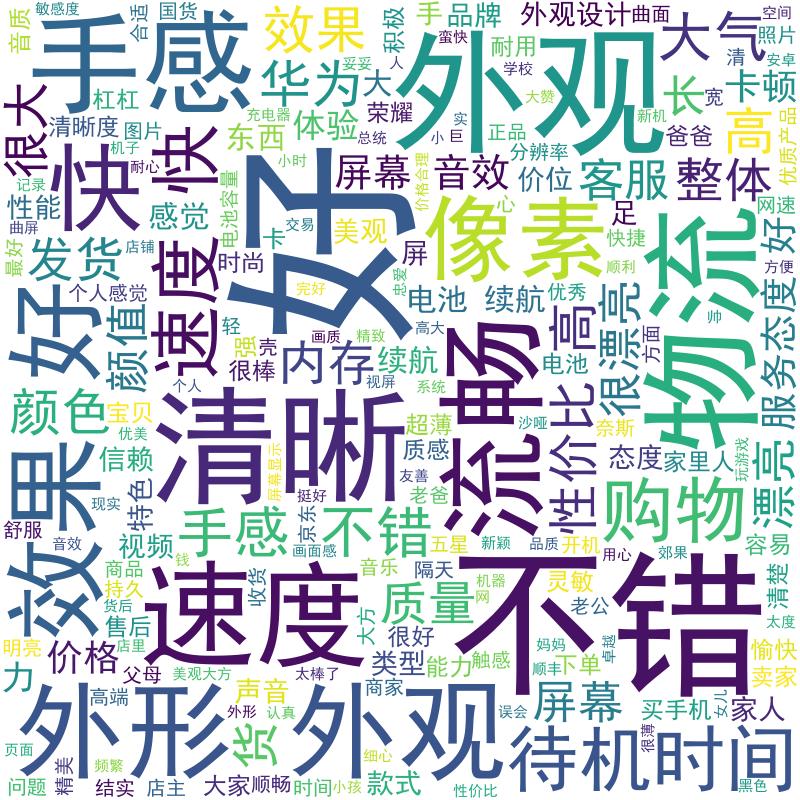 敏感度
国货
合适
音质
手感
效果
积极
手
品牌
外观设计
曲面
大气
空间
照片
安卓
蛮快
耐用
清
卡顿
外观
杠杠
华为
大
妥妥
人
学校
长
宽
很大
清晰度
图片
东西
体验
充电器
荣耀
总统
大赞
实
小
巨
正品
新机
高
爸爸
优质产品
机子
耐心
快
快
小时
屏幕
音效
分辨率
价位
客服
整体
记录
性能
感觉
电池容量
价格合理
心
足
网速
曲屏
卡
交易
美观
像素
快捷
好
最好
发货
店铺
时尚
好
屏
顺利
方便
个人感觉
速度
完好
忠爱
电池
续航
优秀
物流
服务态度
好
颜值
轻
强
壳
画质
精致
高大
流畅
高
很漂亮
帅
方面
很棒
内存
视屏
续航
系统
电池
颜色
宝贝
个人
清晰
超薄
沙哑
奈斯
性价比
漂亮
玩游戏
优美
信赖
屏幕显示
质感
友善
态度
家里人
效果
特色
挺好
老爸
现实
京东
舒服
音效
视频
手感
不错
画面感
五星
新颖
品质
开机
购物
用心
郊果
容易
商品
持久
钱
收货
音乐
隔天
机器
网
灵敏
清楚
货后
售后
速度
大方
质量
老公
太度
不错
明亮
店里
价格
很好
妈妈
卓越
愉快
力
父母
美观大方
太棒了
类型
能力
触感
顺丰
下单
卖家
外形
高端
声音
外形
认真
外观
商家
误会
屏幕
买手机
女儿
家人
页面
货
很薄
精美
频繁
细心
待机时间
问题
结实
店主
大家
顺畅
时间
小孩
款式
性价比
黑色